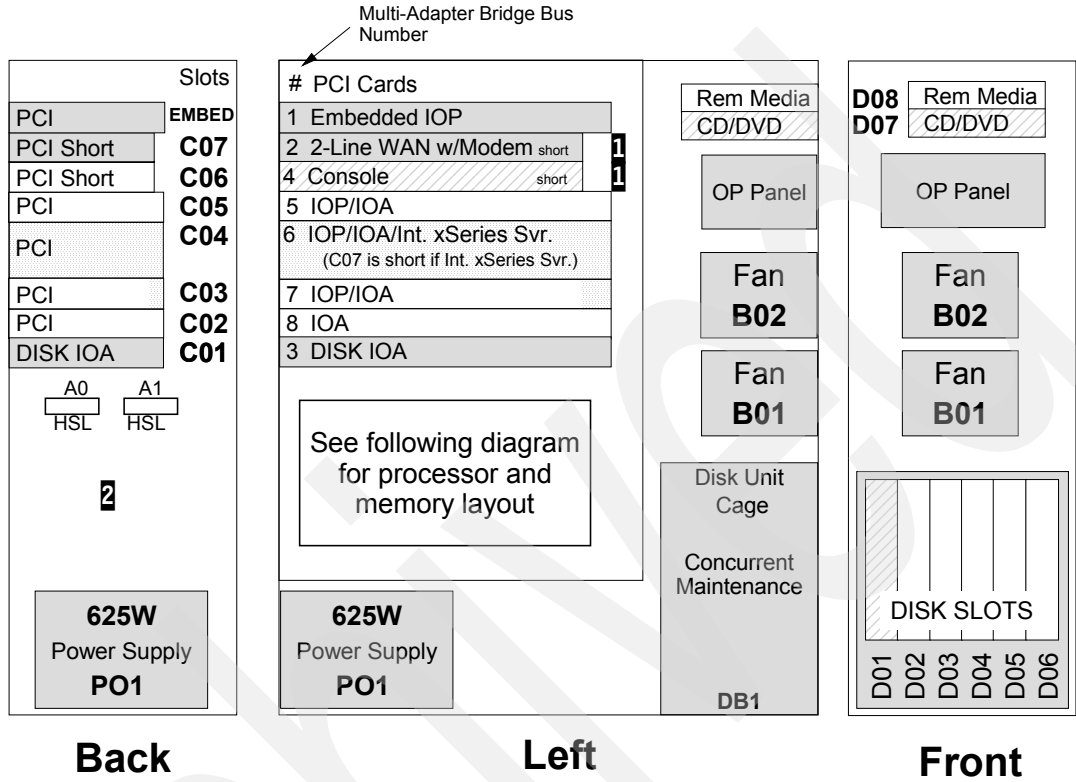 Multi-Adapter Bridge Bus
Number
Slots
PCI EMBED
PCI Short C07
PCI Short C06
PCI C05
PCI C04
PCI C03
PCI C02
DISK IOA C01
A0 A1
HSL HSL
2
625W
Power Supply
PO1
Back
# PCI Cards
1 Embedded IOP
2 2-Line WAN w/Modem short 1
4 Console short 1
5 IOP/IOA
6 IOP/IOA/Int. xSeries Svr.
(C07 is short if Int. xSeries Svr.)
7 IOP/IOA
8 IOA
3 DISK IOA
See following diagram
for processor and
memory layout
625W
Power Supply
PO1
Rem Media
CD/DVD
OP Panel
Fan
B02
Fan
B01
Disk Unit
Cage
Concurrent
Maintenance
DB1
Left
D08 Rem Media
D07 CD/DVD
OP Panel
Fan
B02
Fan
B01
DISK SLOTS
D01 D02 D03 D04 D05 D06
Front